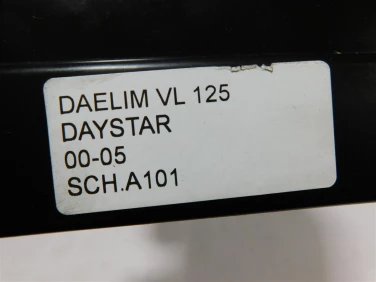 DAELIM VL 125
DAYSTAR
00-05
SCH.A101